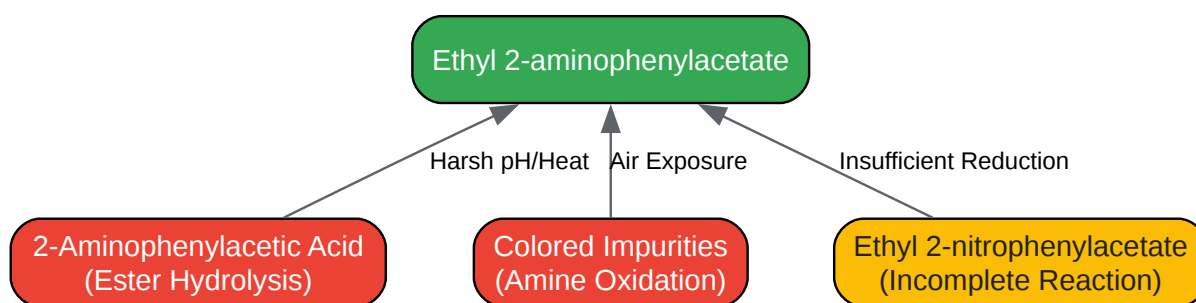 Ethyl 2-aminophenylacetate
Harsh pH/Heat
Air Exposure
Insufficient Reduction
2-Aminophenylacetic Acid
(Ester Hydrolysis)
Colored Impurities
(Amine Oxidation)
Ethyl 2-nitrophenylacetate
(Incomplete Reaction)